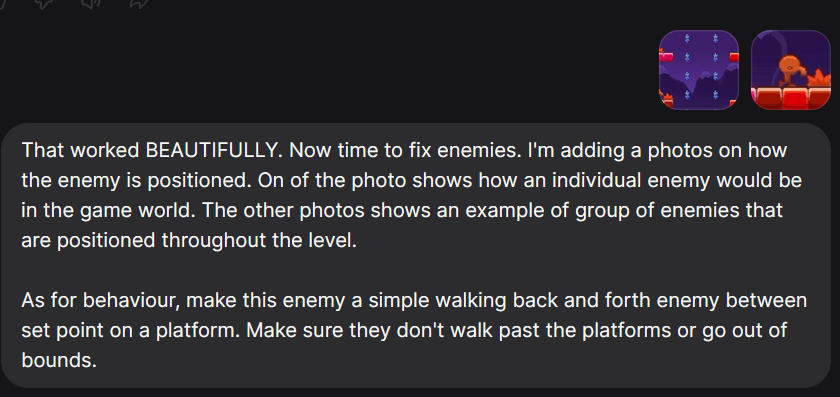 That worked BEAUTIFULLY. Now time to fix enemies. I'm adding a photos on how
the enemy is positioned. On of the photo shows how an individual enemy would be
in the game world. The other photos shows an example of group of enemies that
are positioned throughout the level.
As for behaviour, make this enemy a simple walking back and forth enemy between
set point on a platform. Make sure they don't walk past the platforms or go out of
bounds.